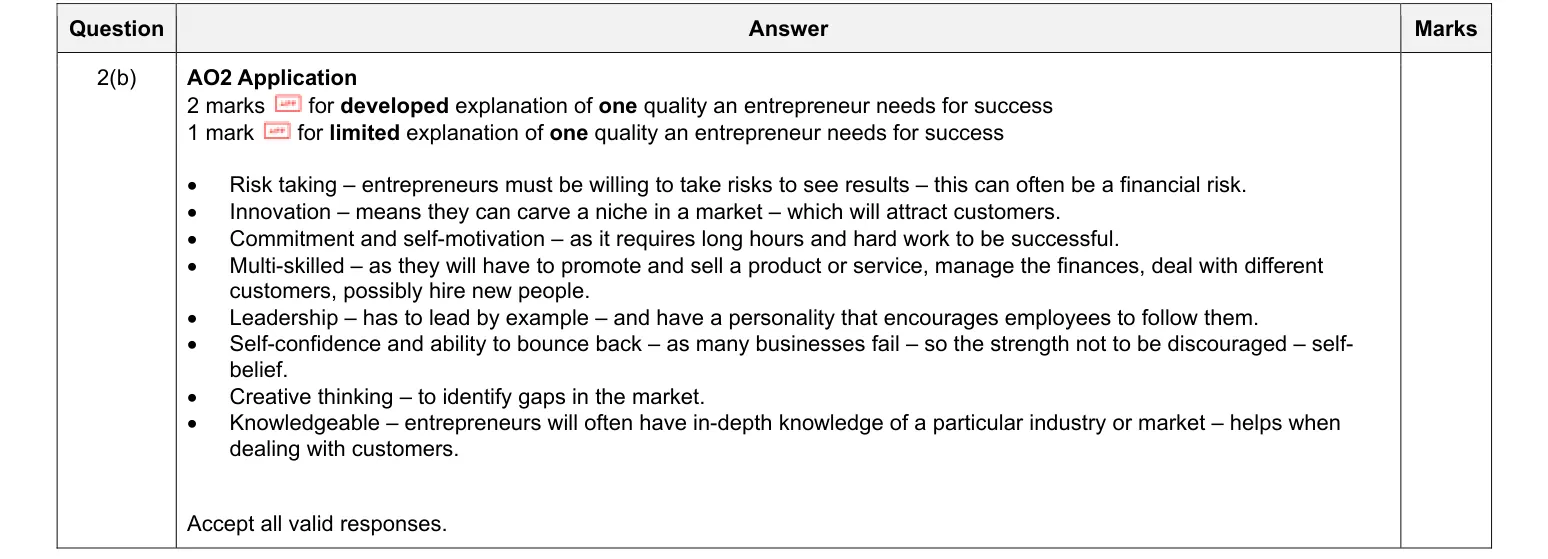 Question Answer Marks
2(b) AO2 Application
2 marks APP for developed explanation of one quality an entrepreneur needs for success
1 mark APP for limited explanation of one quality an entrepreneur needs for success
• Risk taking – entrepreneurs must be willing to take risks to see results – this can often be a financial risk.
• Innovation – means they can carve a niche in a market – which will attract customers.
• Commitment and self-motivation – as it requires long hours and hard work to be successful.
• Multi-skilled – as they will have to promote and sell a product or service, manage the finances, deal with different
customers, possibly hire new people.
• Leadership – has to lead by example – and have a personality that encourages employees to follow them.
• Self-confidence and ability to bounce back – as many businesses fail – so the strength not to be discouraged – self-
belief.
• Creative thinking – to identify gaps in the market.
• Knowledgeable – entrepreneurs will often have in-depth knowledge of a particular industry or market – helps when
dealing with customers.
Accept all valid responses.